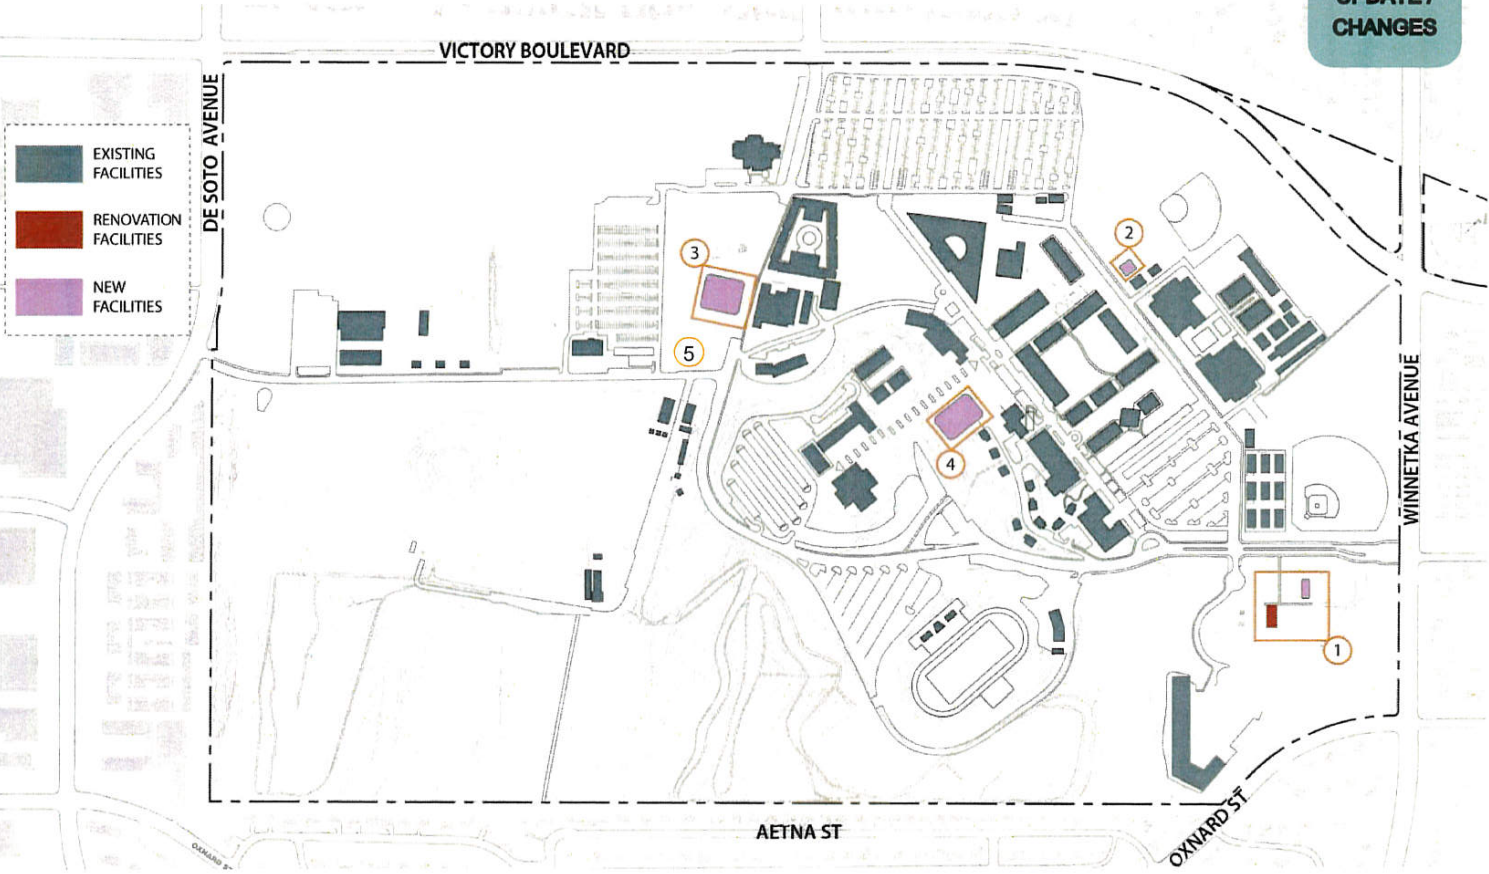 CHANGES
VICTORY BOULEVARD
DE SOTO AVENUE
EXISTING
FACILITIES
RENOVATION
FACILITIES
NEW
FACILITIES
2
3
5
4
WINNETKA AVENUE
1
AETNA ST
OXNARD ST